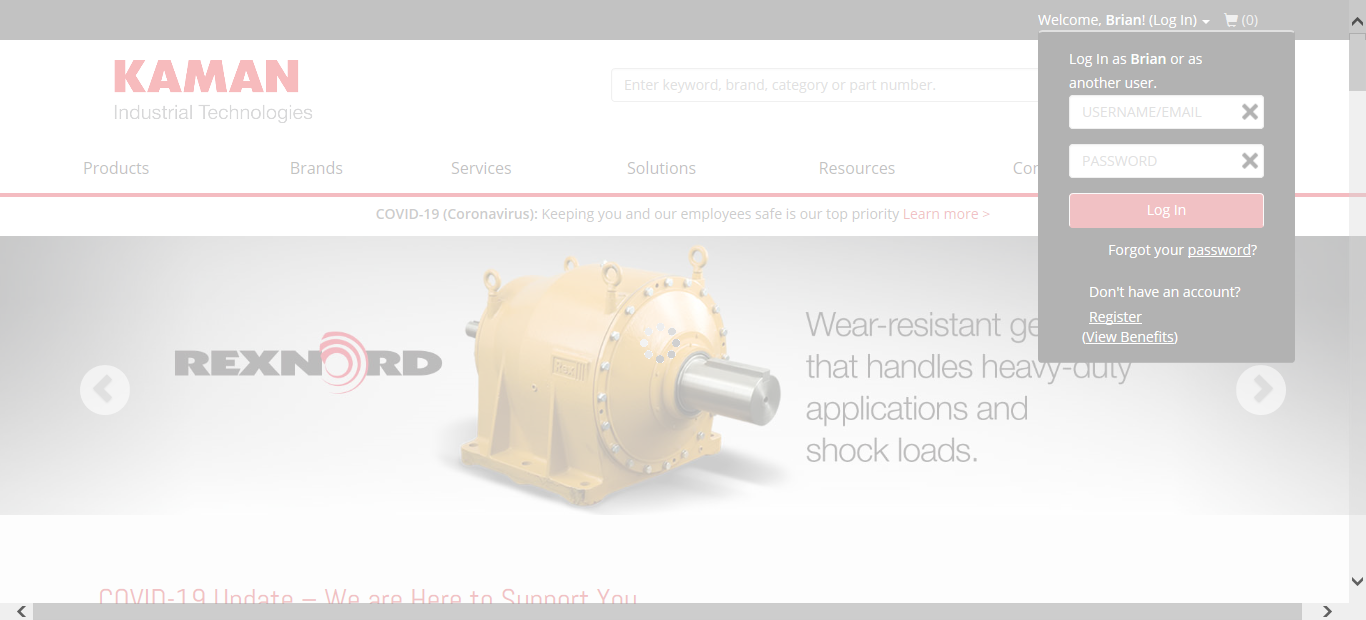 Welcome, Brian! (Log In) (0)
KAMAN
Industrial Technologies
Enter keyword, brand, category or part number.
Products Brands Services Solutions Resources
COVID-19 (Coronavirus): Keeping you and our employees safe is our top priority Learn more >
Log In as Brian or as
another user.
USERNAME/EMAIL
PASSWORD
Log In
Forgot your password?
Don't have an account?
Register
(View Benefits)
REXNORD
Wear-resistant
that handles heavy-duty
applications and
shock loads.
COVID-19 Update – We are Here to Support You